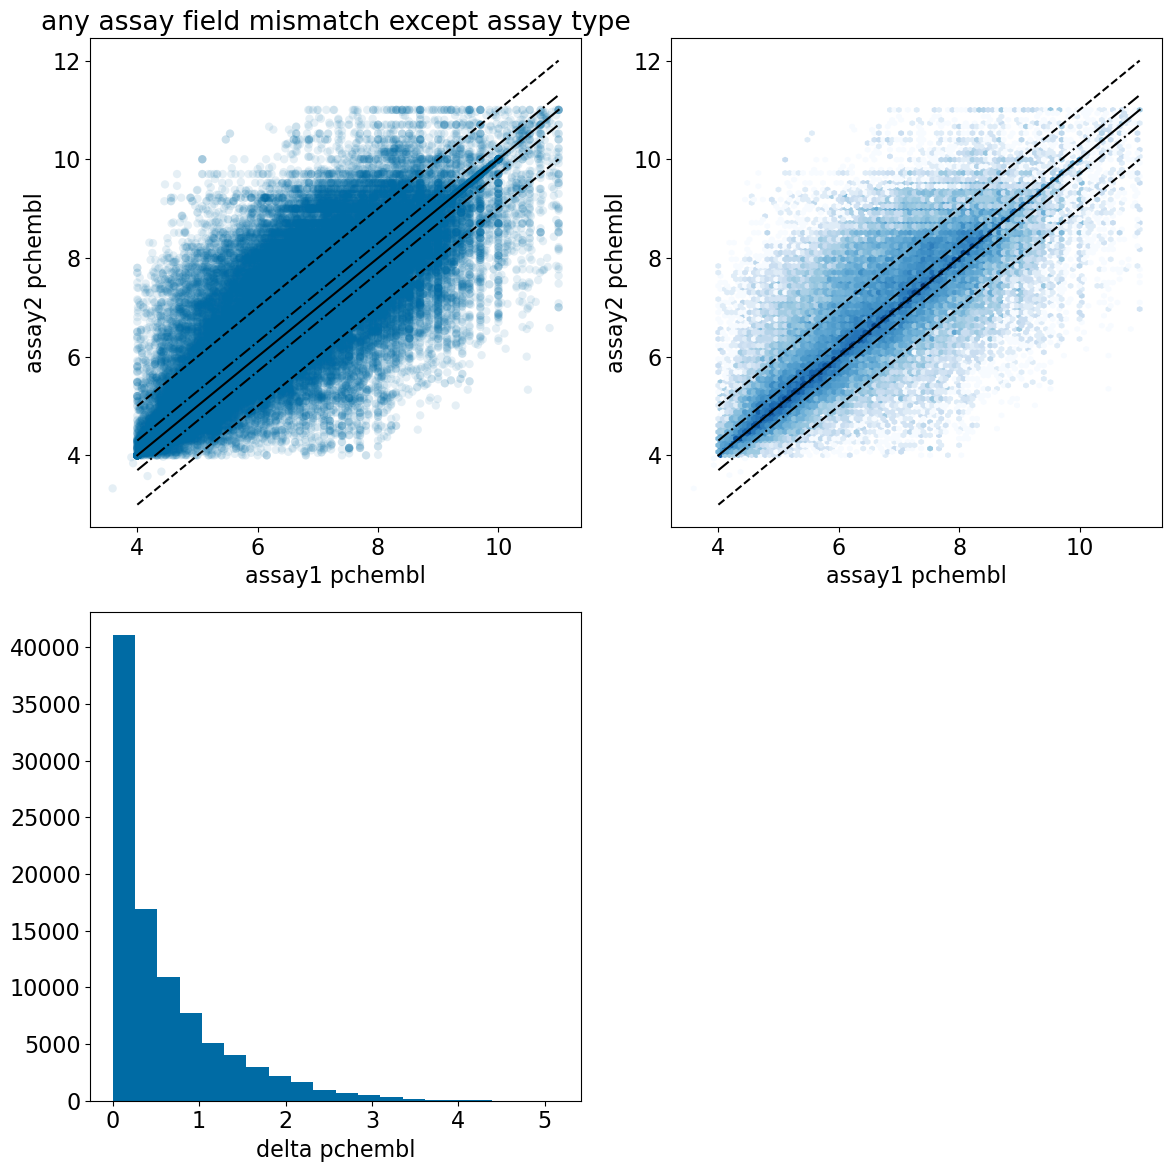 any assay field mismatch except assay type
12
10
8
6
4
assay2 pchembl
4 6 8 10
assay1 pchembl
12
10
8
6
4
assay2 pchembl
4 6 8 10
assay1 pchembl
40000
35000
30000
25000
20000
15000
10000
5000
0
0 1 2 3 4 5
delta pchembl